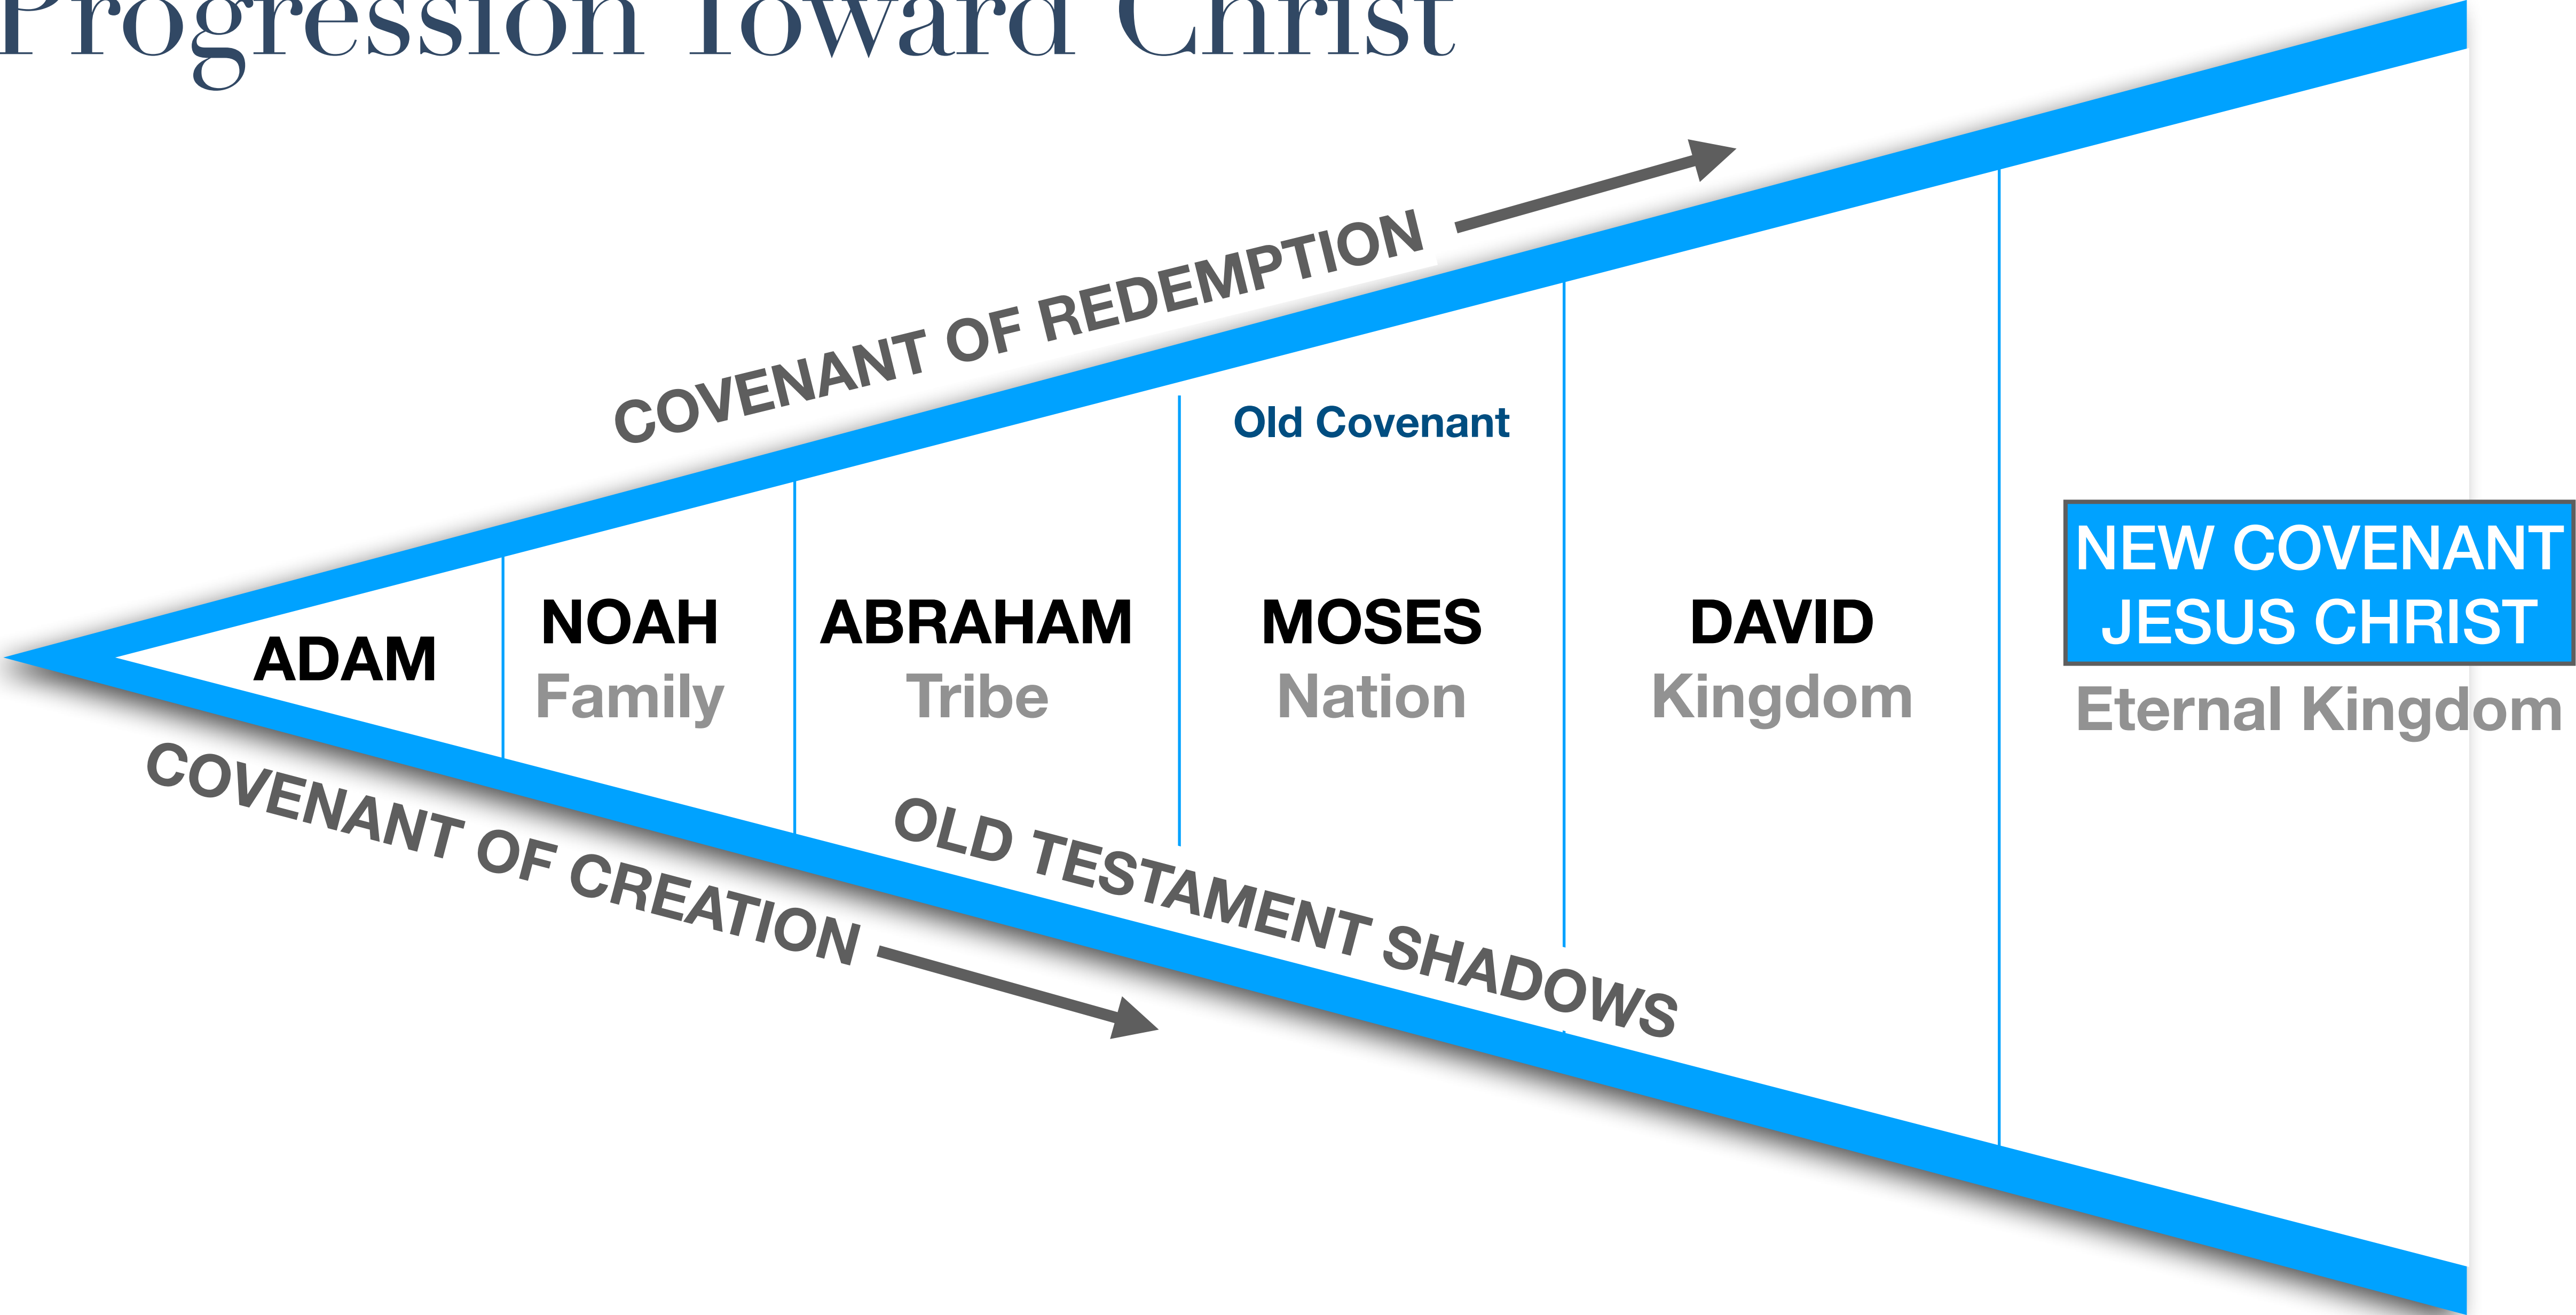 Progression Toward Christ
COVENANT OF REDEMPTION
Old Covenant
ADAM
NOAH
Family
ABRAHAM
Tribe
MOSES
Nation
DAVID
Kingdom
NEW COVENANT
JESUS CHRIST
Eternal Kingdom
COVENANT OF CREATION
OLD TESTAMENT SHADOWS